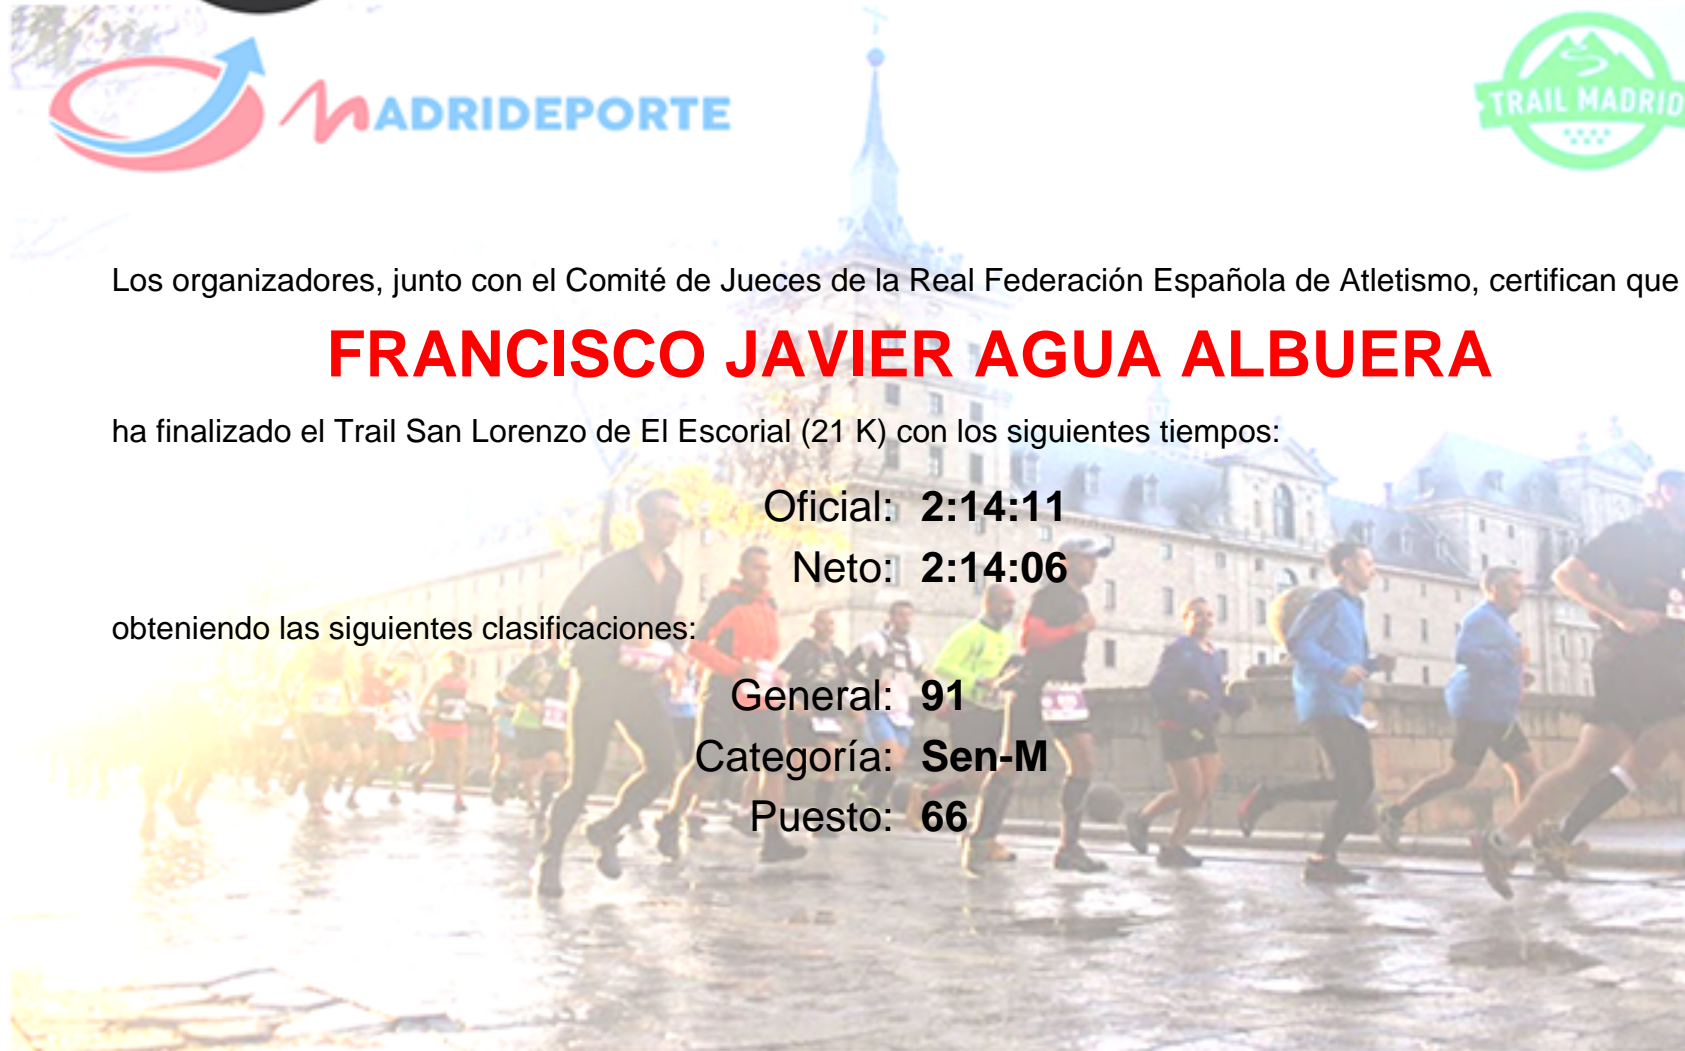 MADRIDEPORTE
TRAIL MADRID
Los organizadores, junto con el Comité de Jueces de la Real Federación Española de Atletismo, certifican que
FRANCISCO JAVIER AGUA ALBUERA
ha finalizado el Trail San Lorenzo de El Escorial (21 K) con los siguientes tiempos:
Oficial: 2:14:11
Neto: 2:14:06
obteniendo las siguientes clasificaciones:
General: 91
Categoría: Sen-M
Puesto: 66